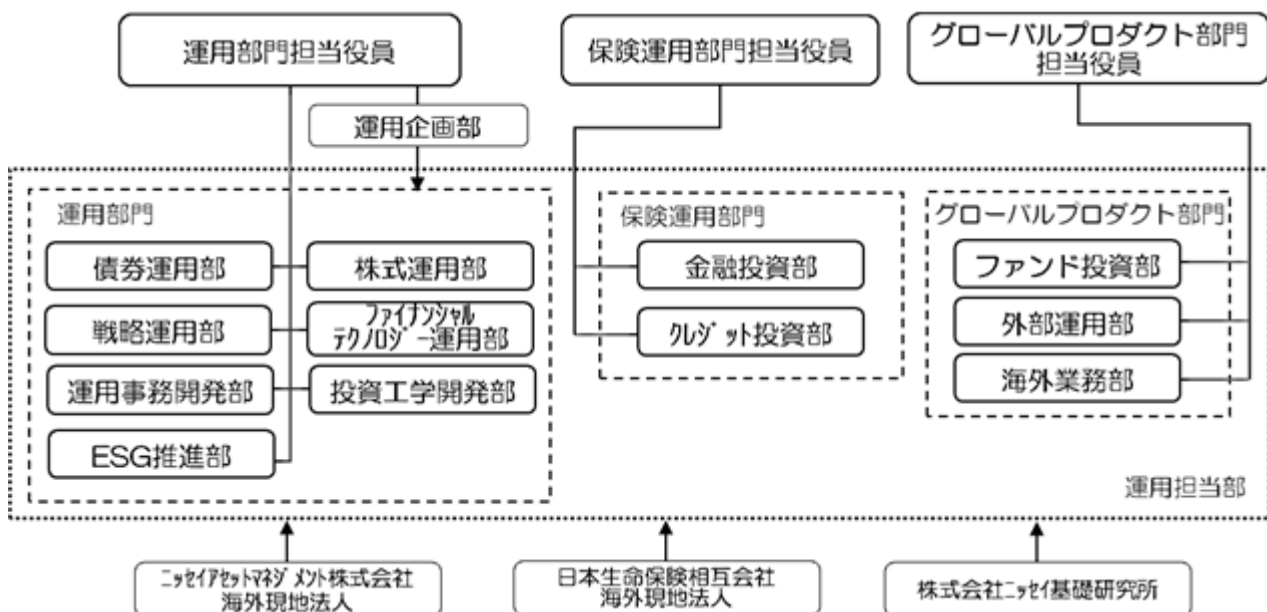 運用部門担当役員
保険運用部門担当役員
グローバルプロダクト部門
担当役員
運用企画部
運用部門
債券運用部
株式運用部
戦略運用部
ファイナンシャル
テクノロジー運用部
運用事務開発部
投資工学開発部
ESG推進部
保険運用部門
金融投資部
クレジット投資部
グローバルプロダクト部門
ファンド投資部
外部運用部
海外業務部
運用担当部
ニッセイアセットマネジメント株式会社
海外現地法人
日本生命保険相互会社
海外現地法人
株式会社ニッセイ基礎研究所